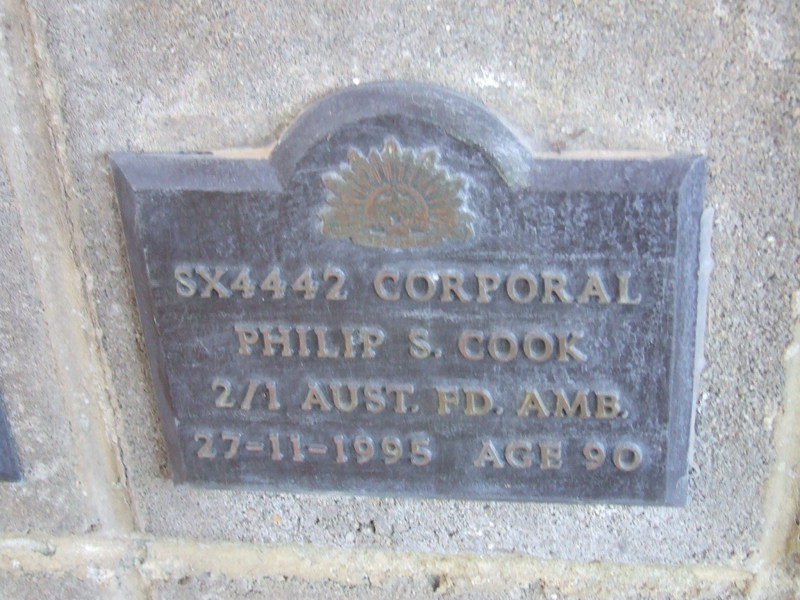 SX4442 CORPORAL
PHILIP S. COOK
2/1 AUST. FD. AMB.
27-11-1995 AGE 90